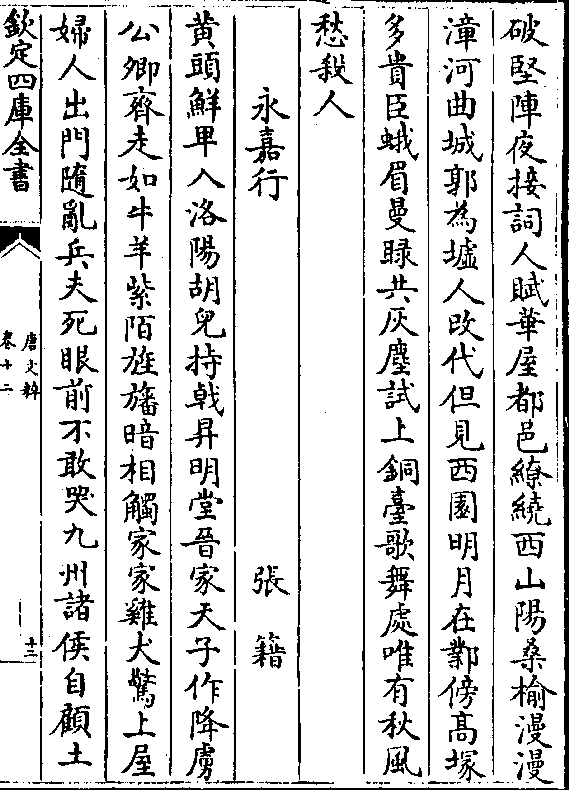 破堅陣夜接詞人賦華屋都邑繚繞西山陽桑榆漫漫
漳河曲城郭為墟人改代但見西園明月在鄴傍高塚
多貴臣蛾眉曼睩共灰塵試上銅臺歌舞處唯有秋風
愁殺人
永嘉行 張籍
黄頭鮮卑入洛陽胡兒持戟昇明堂晉家天子作降虜
公卿齊走如牛羊紫陌旌旛暗相觸家家雞犬驚上屋
婦人出門隨亂兵夫死眼前不敢哭九州諸侯自顧土
欽定四庫全書
唐文粹
卷十二
十三